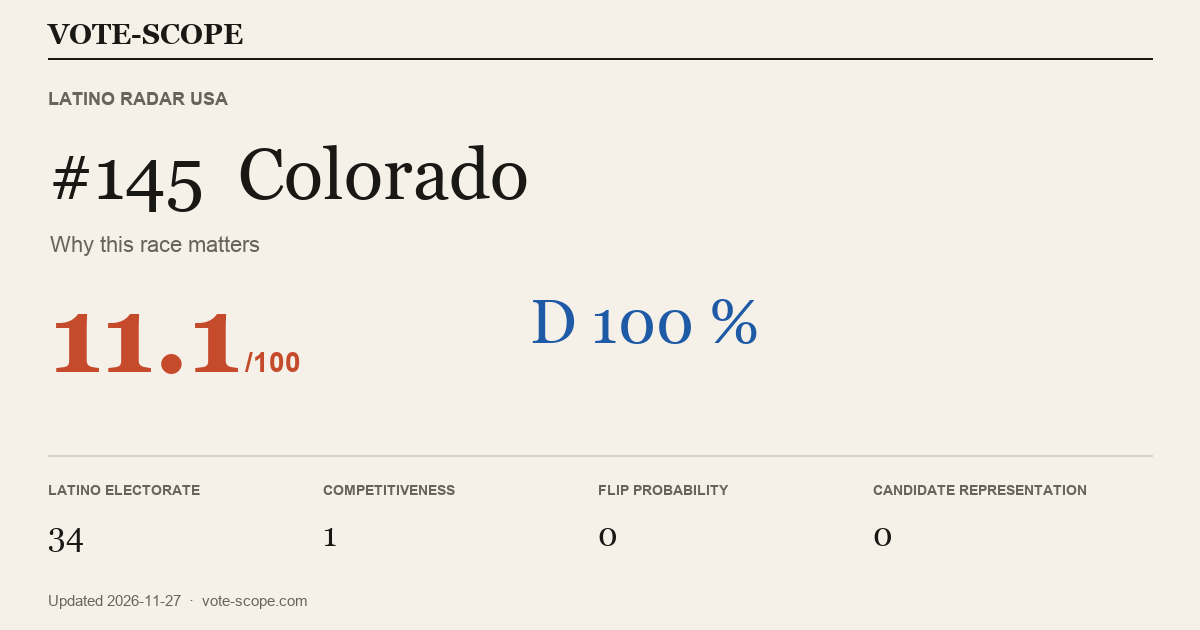 VOTE-SCOPE
LATINO RADAR USA
#145 Colorado
Why this race matters
11.1/100
D 100 %
LATINO ELECTORATE COMPETITIVENESS FLIP PROBABILITY CANDIDATE REPRESENTATION
34 1 0 0
Updated 2026-11-27 · vote-scope.com